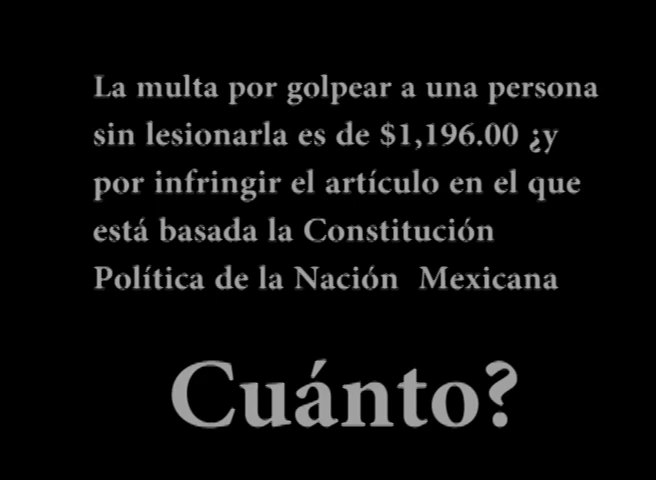 La multa por golpear a una persona
sin lesionarla es de $1,196.00 ¿y
por infringir el artículo en el que
está basada la Constitución
Política de la Nación Mexicana
Cuánto?